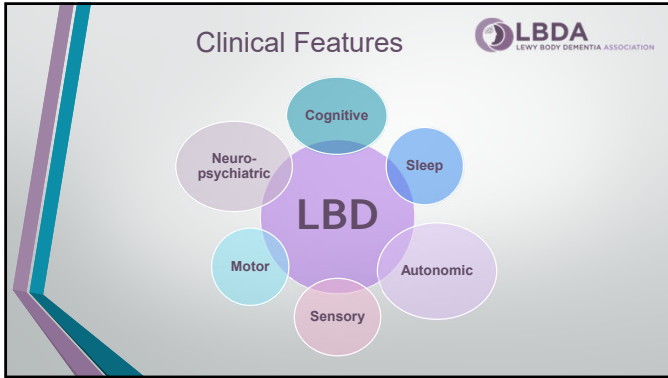 Clinical Features
LBDA
LEWY BODY DEMENTIA ASSOCIATION
Cognitive
Neuro-
psychiatric
Sleep
LBD
Motor
Autonomic
Sensory